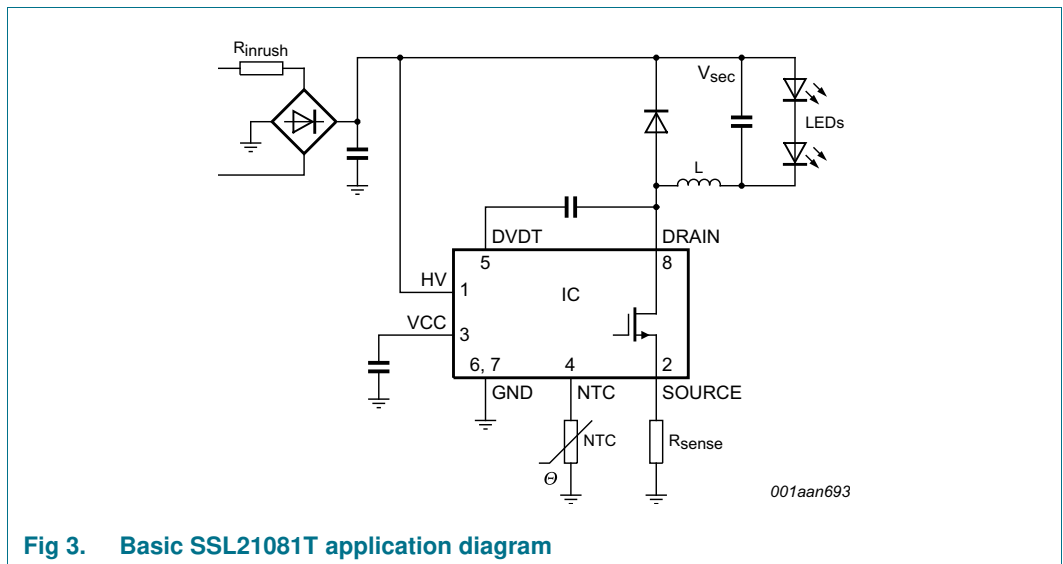 Rinrush
Vsec
LEDs
L
DVDT
DRAIN
5
8
HV
1
IC
VCC
3
6, 7
4
2
GND
NTC
SOURCE
NTC
Rsense
Θ
001aan693
Fig 3. Basic SSL21081T application diagram